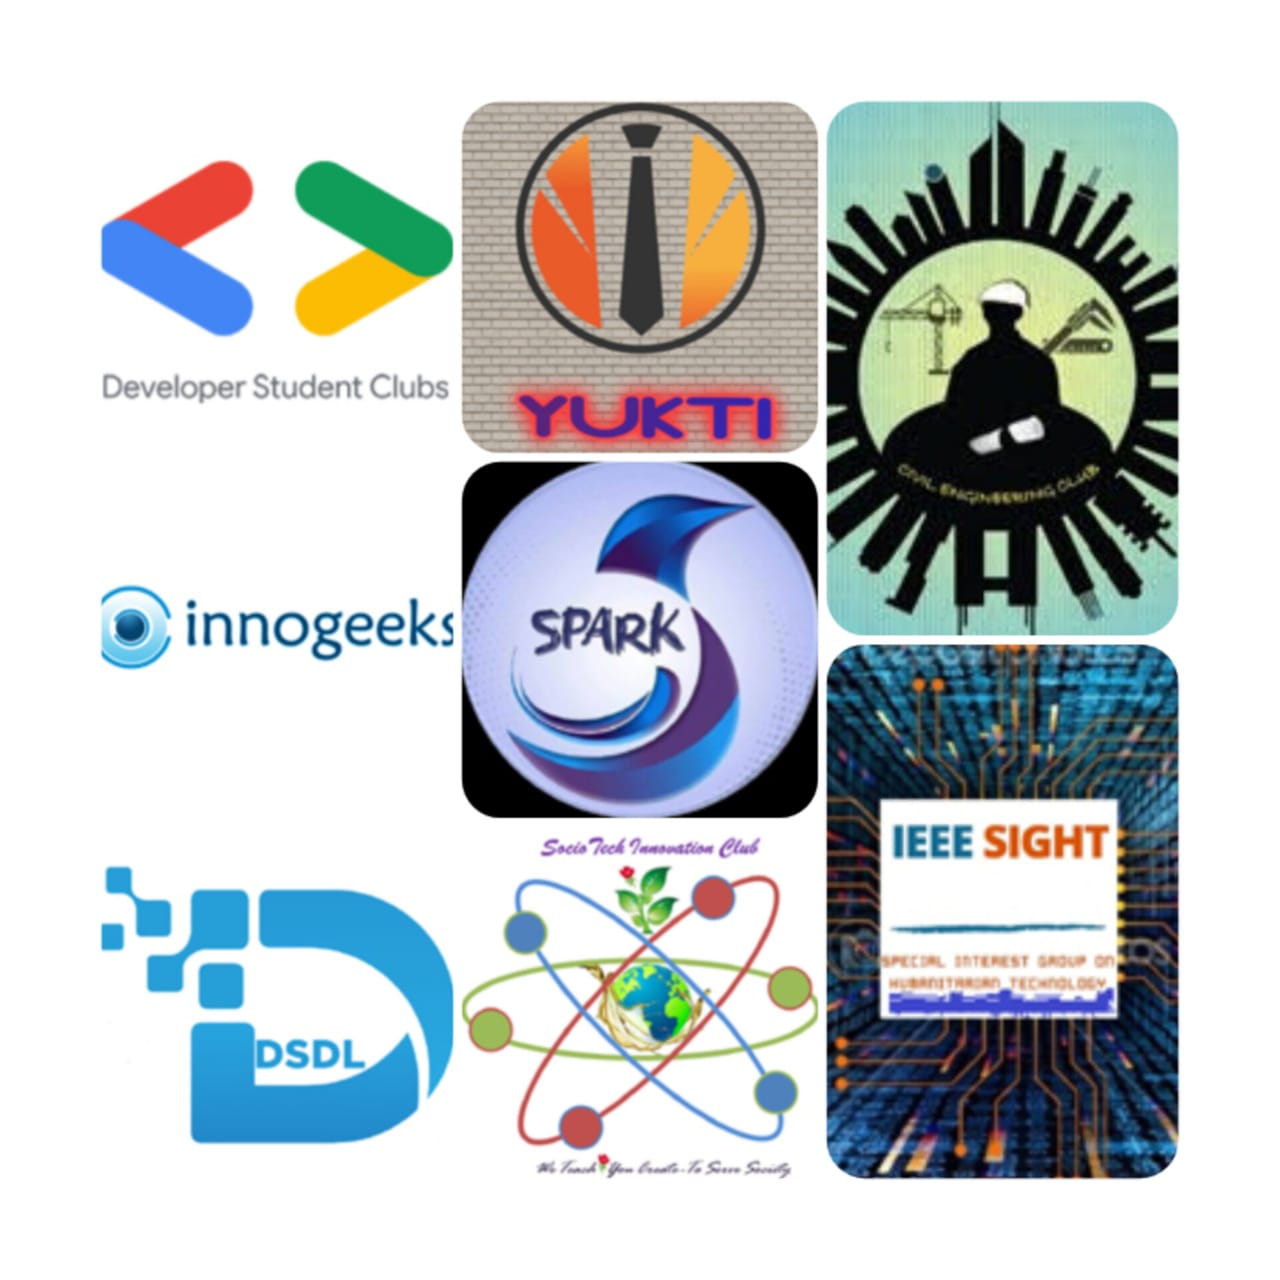 Developer Student Clubs
YUKTI
CIVIL ENGINEERING CLUB
innogeeks
SPARK
IEEE SIGHT
SPECIAL INTEREST GROUP ON
HUMANITARIAN TECHNOLOGY
DSDL
SocioTech Innovation Club
We Teach You Create-To Serve Society